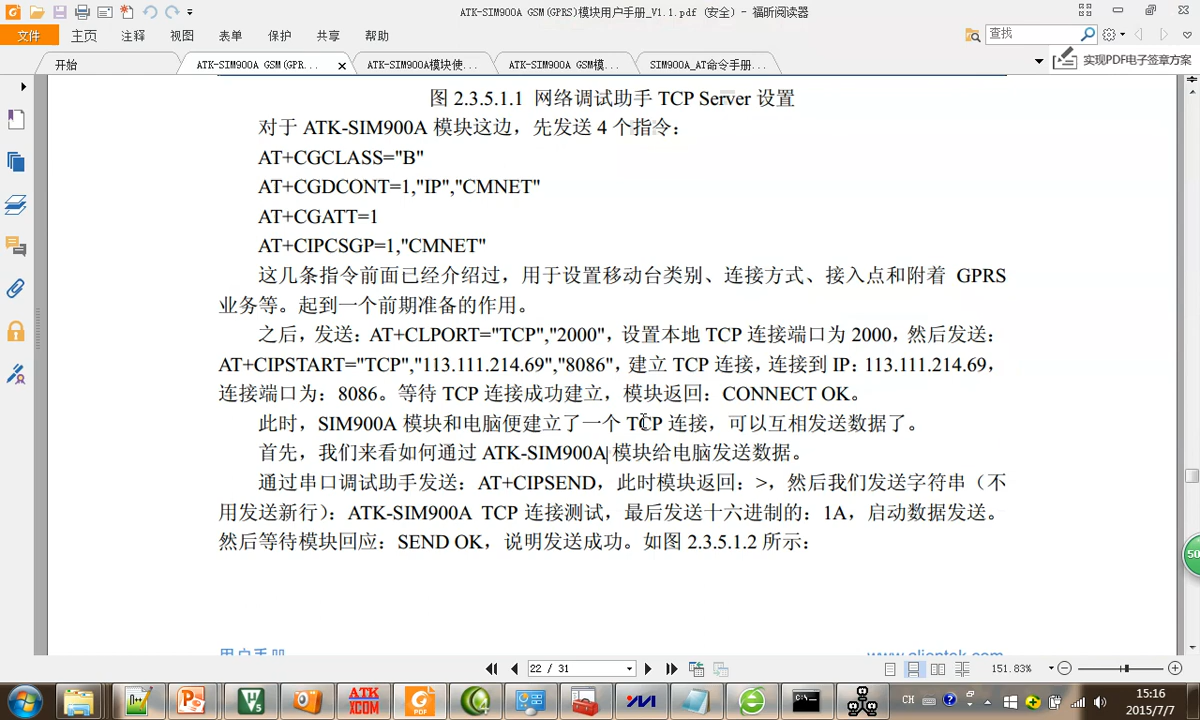 ATK-SIM900A GSM(GPRS)模块用户手册_V1.1.pdf (安全) - 福昕阅读器
文件 主页 注释 视图 表单 保护 共享 帮助 查找
开始 ATK-SIM900A GSM(GPR... ATK-SIM900A模块使... ATK-SIM900A GSM模... SIM900A_AT命令手册... 实现PDF电子签章方案
图 2.3.5.1.1 网络调试助手 TCP Server 设置
对于 ATK-SIM900A 模块这边，先发送 4 个指令：
AT+CGCLASS="B"
AT+CGDCONT=1,"IP","CMNET"
AT+CGATT=1
AT+CIPCSGP=1,"CMNET"
这几条指令前面已经介绍过，用于设置移动台类别、连接方式、接入点和附着 GPRS
业务等。起到一个前期准备的作用。
之后，发送：AT+CLPORT="TCP","2000"，设置本地 TCP 连接端口为 2000，然后发送：
AT+CIPSTART="TCP","113.111.214.69","8086"，建立 TCP 连接，连接到 IP：113.111.214.69，
连接端口为：8086。等待 TCP 连接成功建立，模块返回：CONNECT OK。
此时，SIM900A 模块和电脑便建立了一个 TCP 连接，可以互相发送数据了。
首先，我们来看如何通过 ATK-SIM900A 模块给电脑发送数据。
通过串口调试助手发送：AT+CIPSEND，此时模块返回：>，然后我们发送字符串（不
用发送新行）：ATK-SIM900A TCP 连接测试，最后发送十六进制的：1A，启动数据发送。
然后等待模块回应：SEND OK，说明发送成功。如图 2.3.5.1.2 所示：
50
22 / 31 151.83%
ATK XCOM PDF CH 15:16
2015/7/7